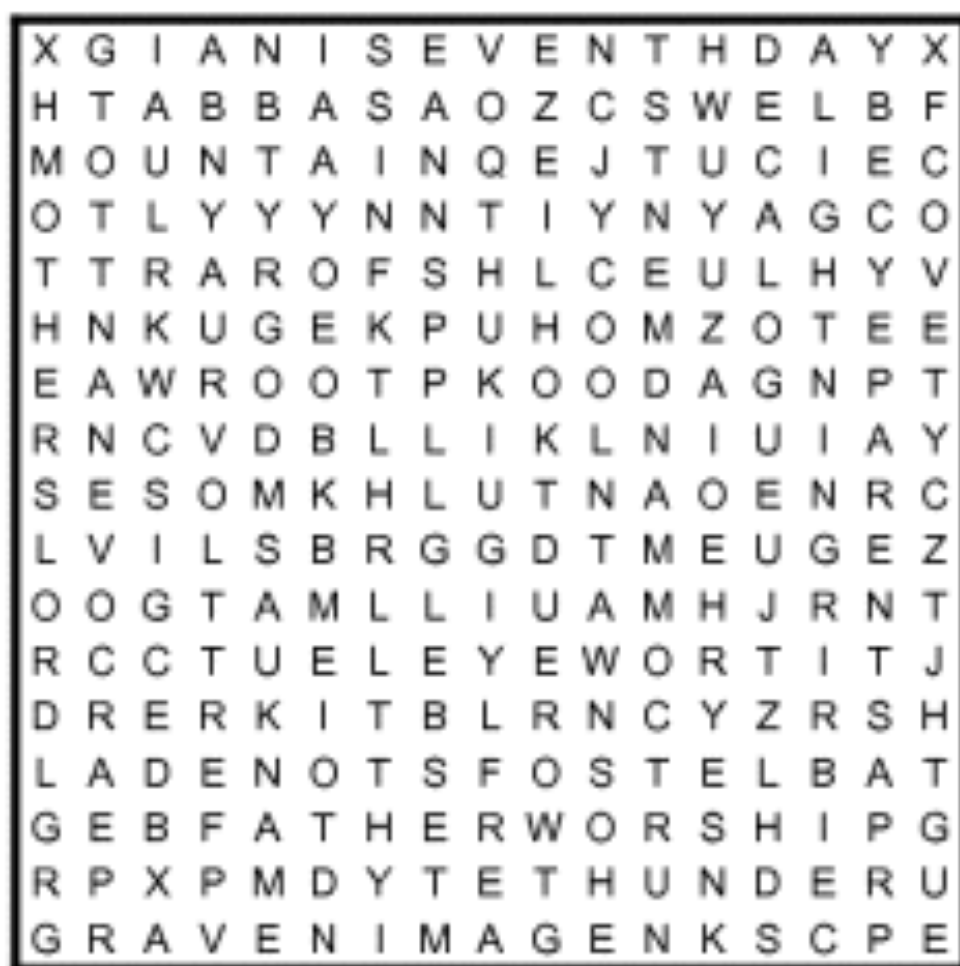 X G I A N I S E V E N T H D A Y X
H T A B B A S A O Z C S W E L B F
M O U N T A I N Q E J T U C I E C
O T L Y Y Y N N T I Y N Y A G C O
T T R A R O F S H L C E U L H Y V
H N K U G E K P U H O M Z O T E E
E A W R O O T P K O O D A G N P T
R N C V D B L L I K L N I U I A Y
S E S O M K H L U T N A O E N R C
L V I L S B R G G D T M E U G E Z
O O G T A M L L I U A M H J R N T
R C C T U E L E Y E W O R T I T J
D R E R K I T B L R N C Y Z R S H
L A D E N O T S F O S T E L B A T
G E B F A T H E R W O R S H I P G
R P X P M D Y T E T H U N D E R U
G R A V E N I M A G E N K S C P E